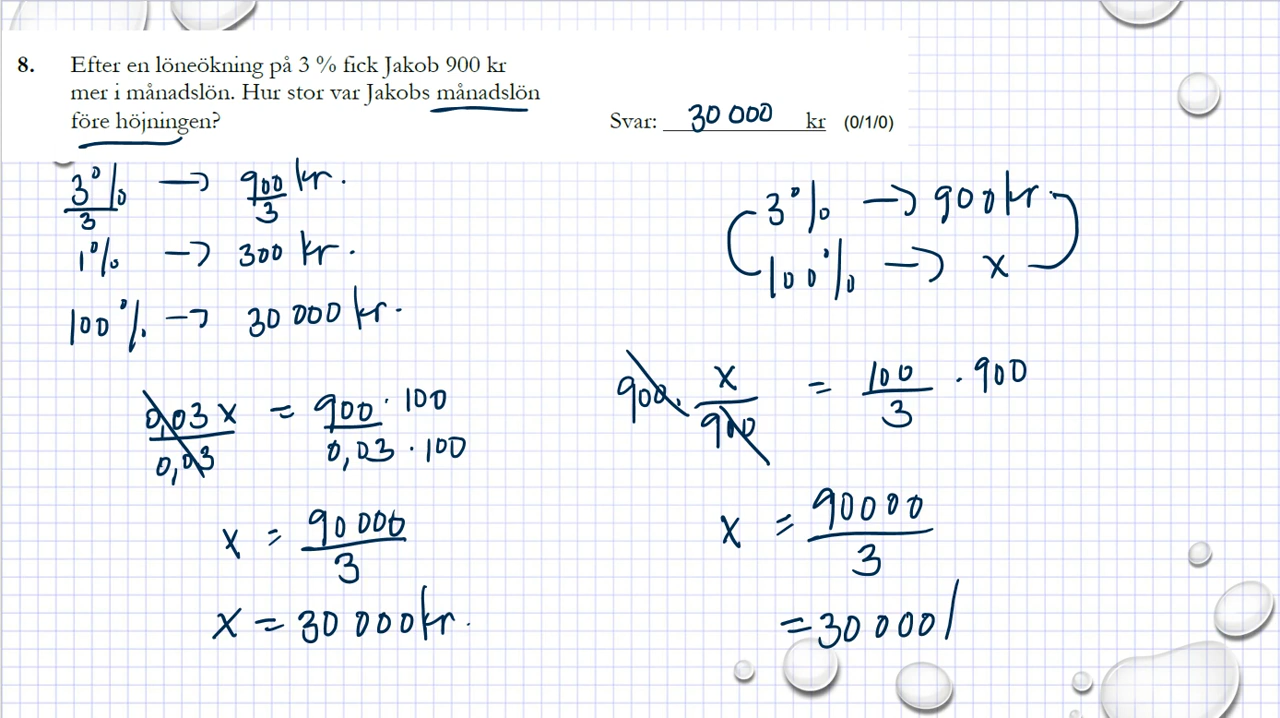 8. Efter en löneökning på 3 % fick Jakob 900 kr
mer i månadslön. Hur stor var Jakobs månadslön
före höjningen?
Svar: 30 000 kr (0/1/0)
3% / 3 → 900 / 3 kr.
1% → 300 kr.
100% → 30 000 kr.
0,03 x / 0,03 = 900 · 100 / 0,03 · 100
x = 90 000 / 3
x = 30 000 kr.
3% → 900 kr.
100% → x
900 · x / 900 = 100 / 3 · 900
x = 90000 / 3
= 30 000